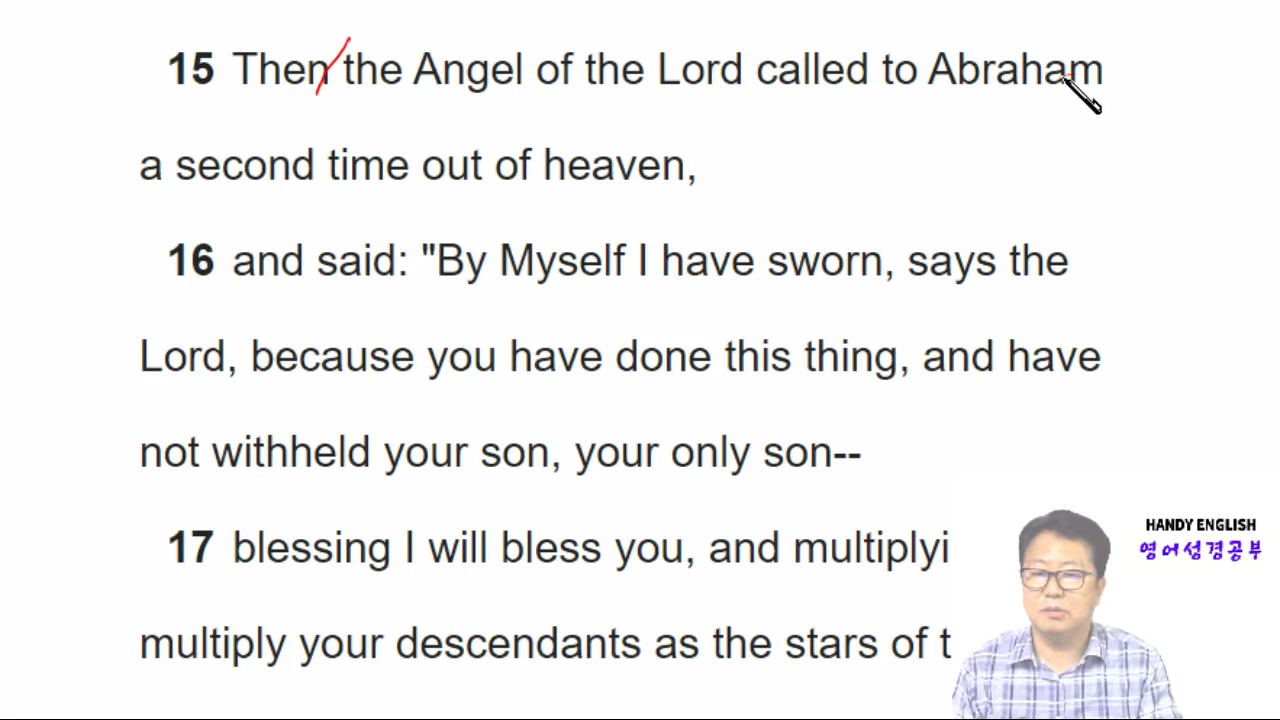 15 Then the Angel of the Lord called to Abraham
a second time out of heaven,
16 and said: "By Myself I have sworn, says the
Lord, because you have done this thing, and have
not withheld your son, your only son--
17 blessing I will bless you, and multiplyi
multiply your descendants as the stars of t
HANDY ENGLISH
영어성경공부